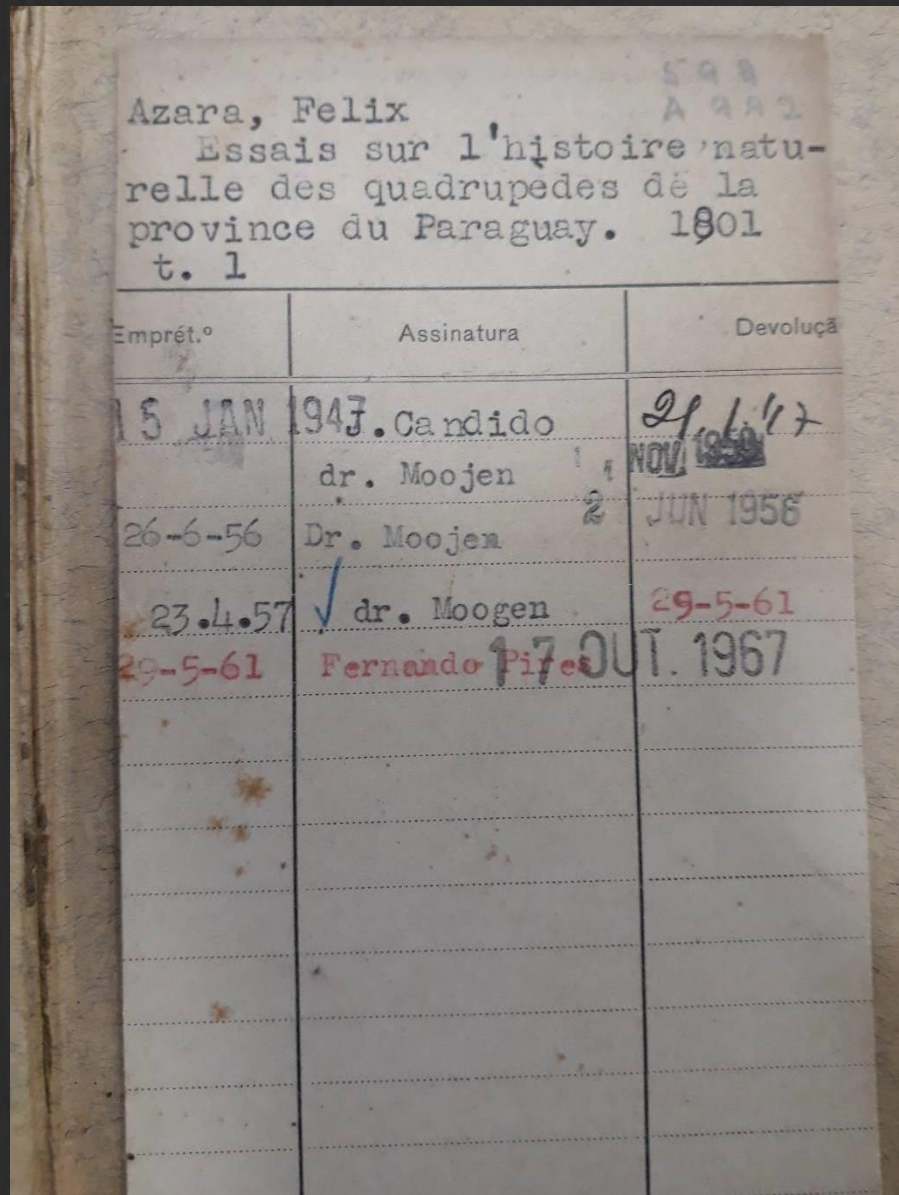 599
Azara, Felix
Essais sur l'histoire natu-
relle des quadrupedes de la
province du Paraguay. 1801
t. 1
Emprét.º Assinatura Devoluçã
15 JAN 1947 J. Candido
dr. Moojen NOV.
26-6-56 Dr. Moojen 2 JUN 1956
23.4.57 dr. Moogen 29-5-61
29-5-61 Fernando Pires 17 OUT. 1967